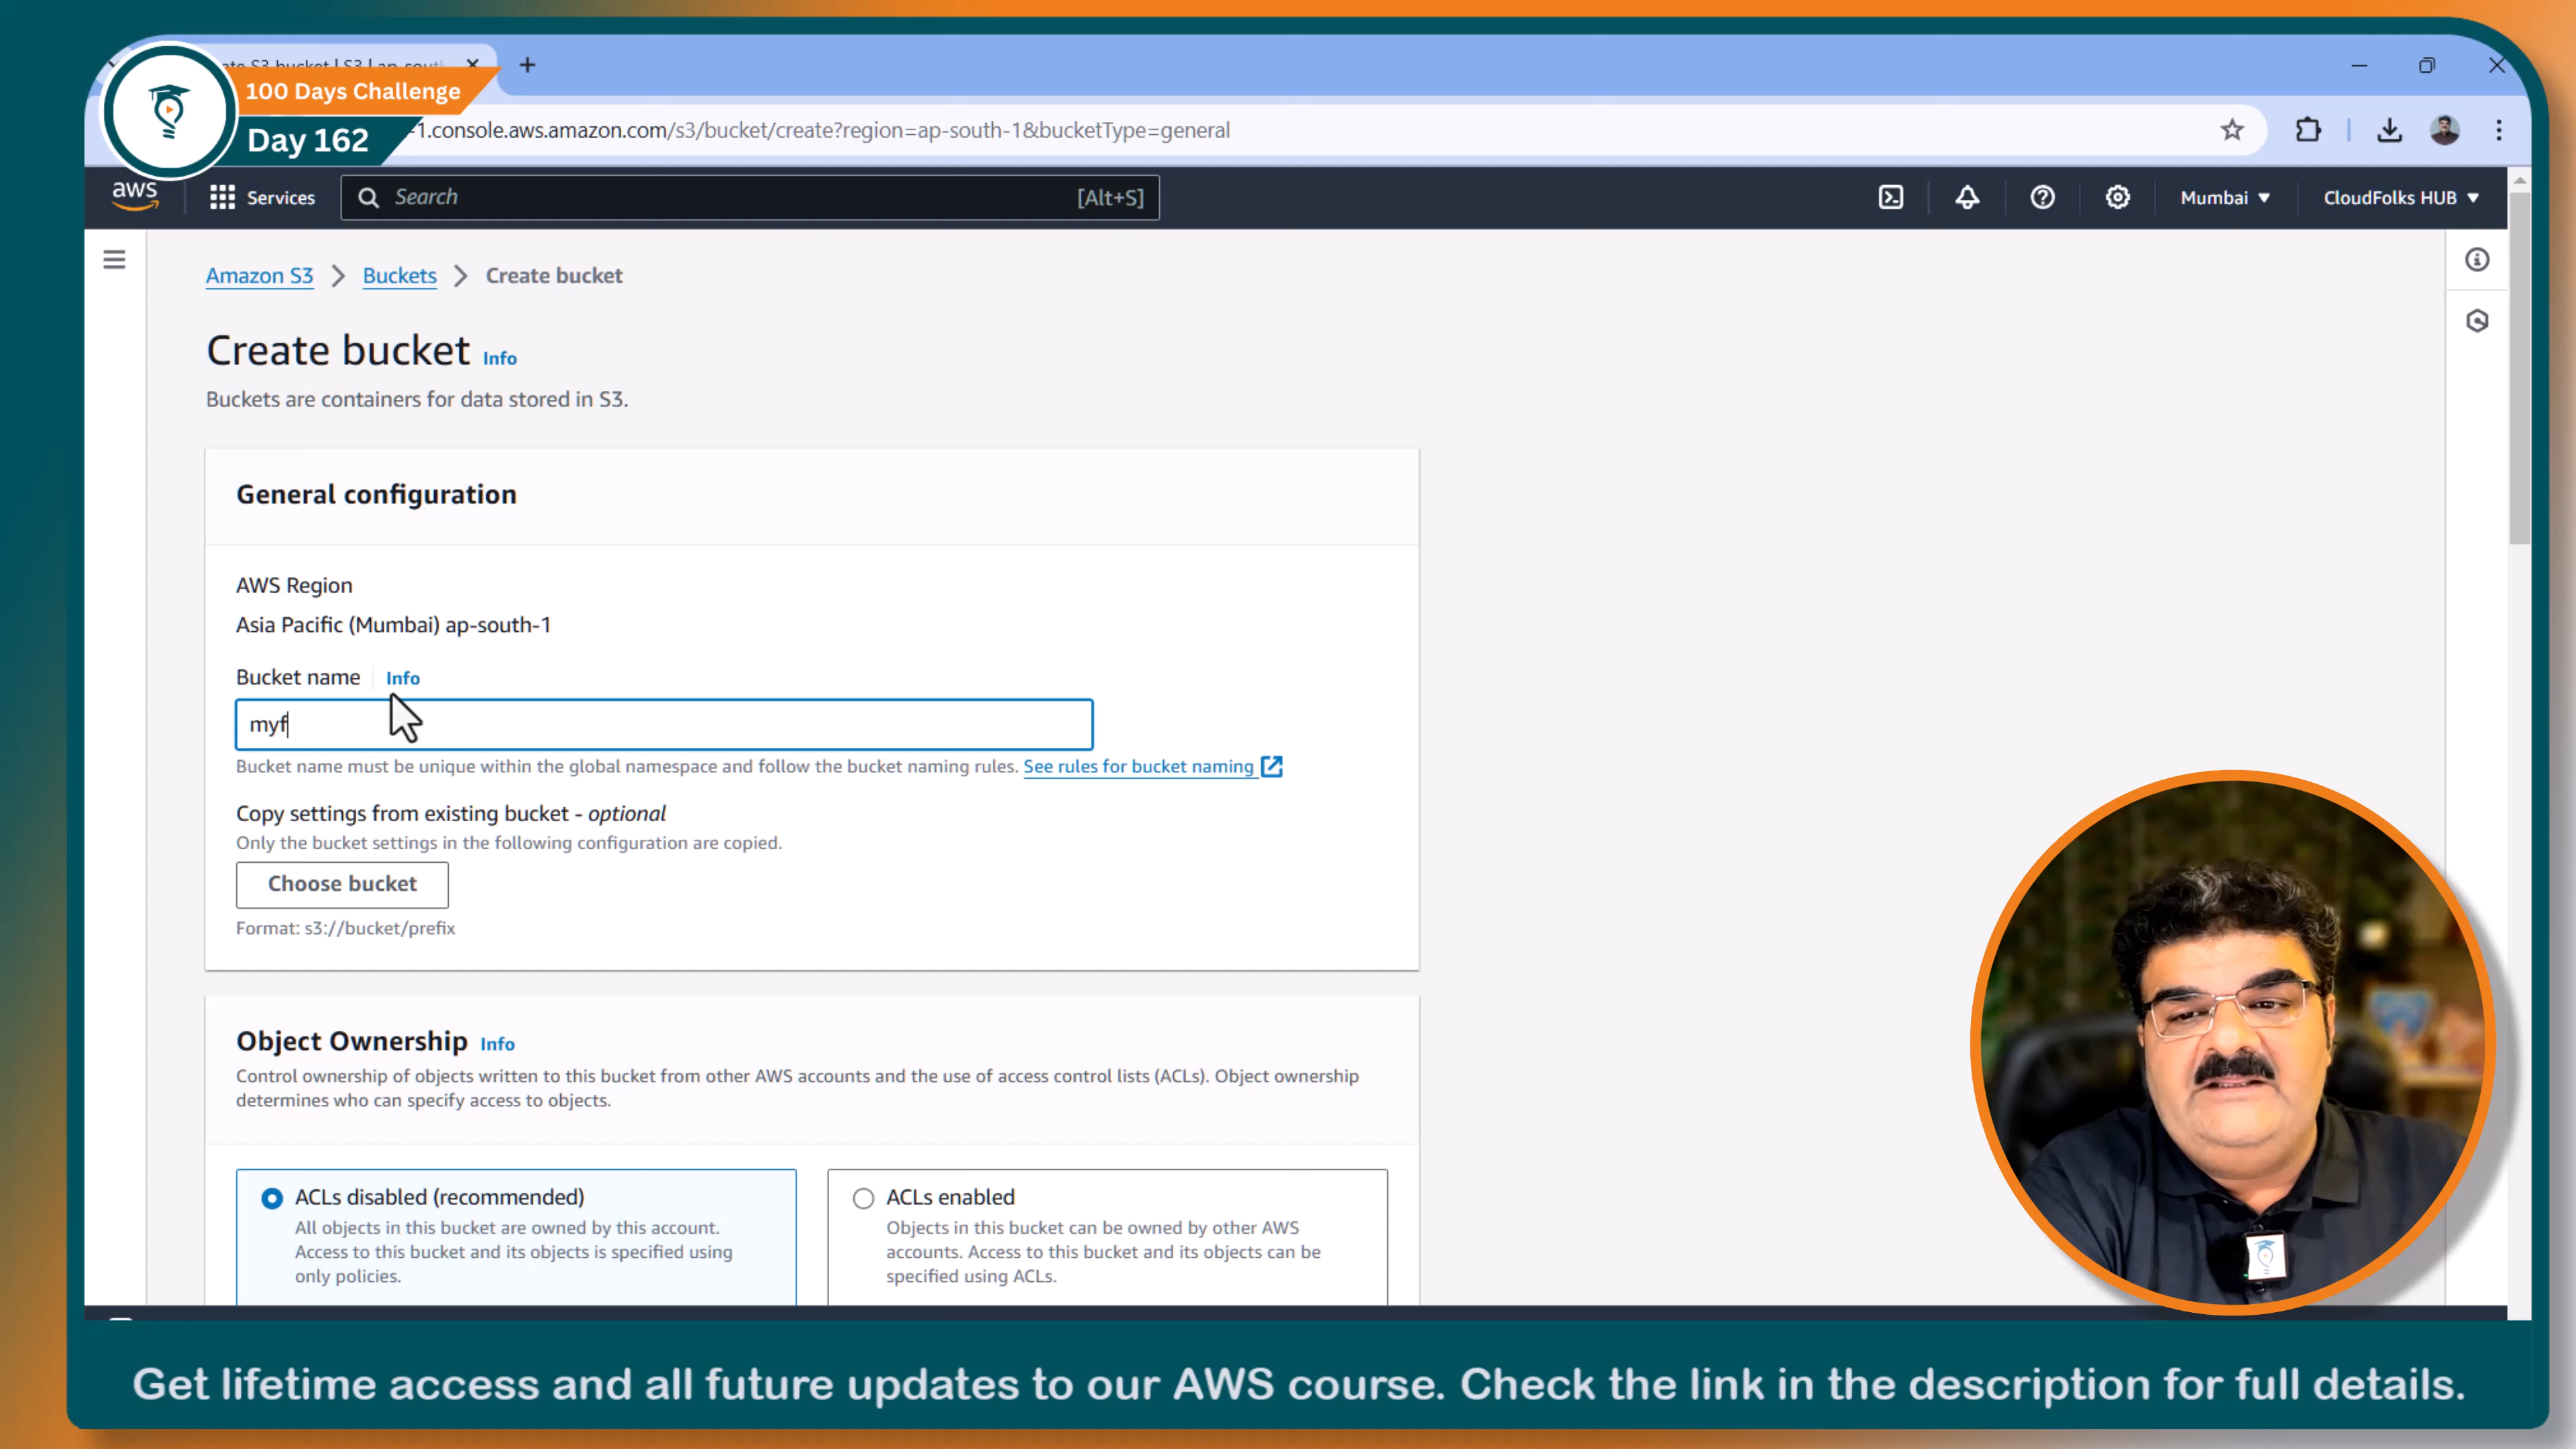 ate S3 bucket | S3 | ap-south
100 Days Challenge
Day 162
-1.console.aws.amazon.com/s3/bucket/create?region=ap-south-1&bucketType=general
aws
Services
Search
[Alt+S]
Mumbai
CloudFolks HUB
Amazon S3 > Buckets > Create bucket
Create bucket Info
Buckets are containers for data stored in S3.
General configuration
AWS Region
Asia Pacific (Mumbai) ap-south-1
Bucket name Info
myf
Bucket name must be unique within the global namespace and follow the bucket naming rules. See rules for bucket naming
Copy settings from existing bucket - optional
Only the bucket settings in the following configuration are copied.
Choose bucket
Format: s3://bucket/prefix
Object Ownership Info
Control ownership of objects written to this bucket from other AWS accounts and the use of access control lists (ACLs). Object ownership
determines who can specify access to objects.
ACLs disabled (recommended)
All objects in this bucket are owned by this account.
Access to this bucket and its objects is specified using
only policies.
ACLs enabled
Objects in this bucket can be owned by other AWS
accounts. Access to this bucket and its objects can be
specified using ACLs.
Get lifetime access and all future updates to our AWS course. Check the link in the description for full details.